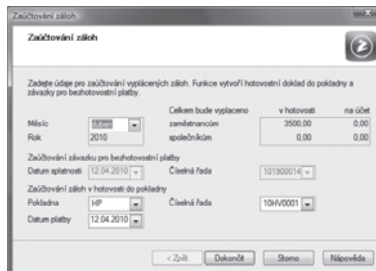 Zaúčtování záloh
Zaúčtování záloh
Zadejte údaje pro zaúčtování vyplácených záloh. Funkce vytvoří hotovostní doklad do pokladny a
závazky pro bezhotovostní platby.
Celkem bude vyplaceno v hotovosti na účet
Měsíc duben zaměstnancům 3500,00 0,00
Rok 2010 společníkům 0,00 0,00
Zaúčtování závazku pro bezhotovostní platby
Datum splatnosti 12.04.2010 Číselná řada 101900014
Zaúčtování záloh v hotovosti do pokladny
Pokladna HP Číselná řada 10HV0001
Datum platby 12.04.2010
< Zpět Dokončit Storno Nápověda